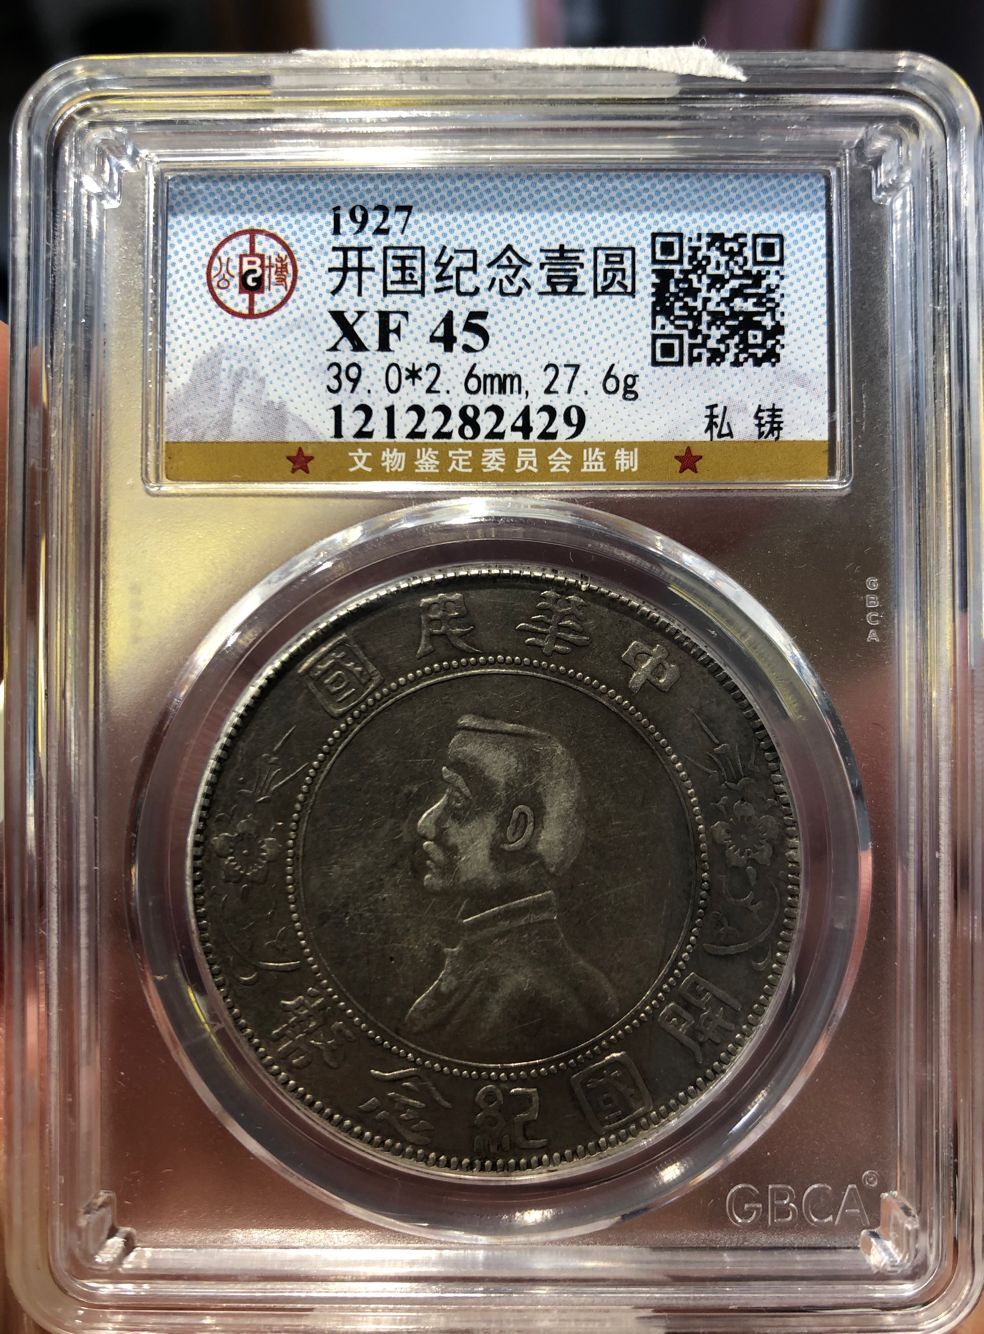 1927
公 博
开国纪念壹圆
XF 45
39.0*2.6mm,27.6g
1212282429
私 铸
文物鉴定委员会监制
GBCA
中華民國
開國紀念幣
GBCA